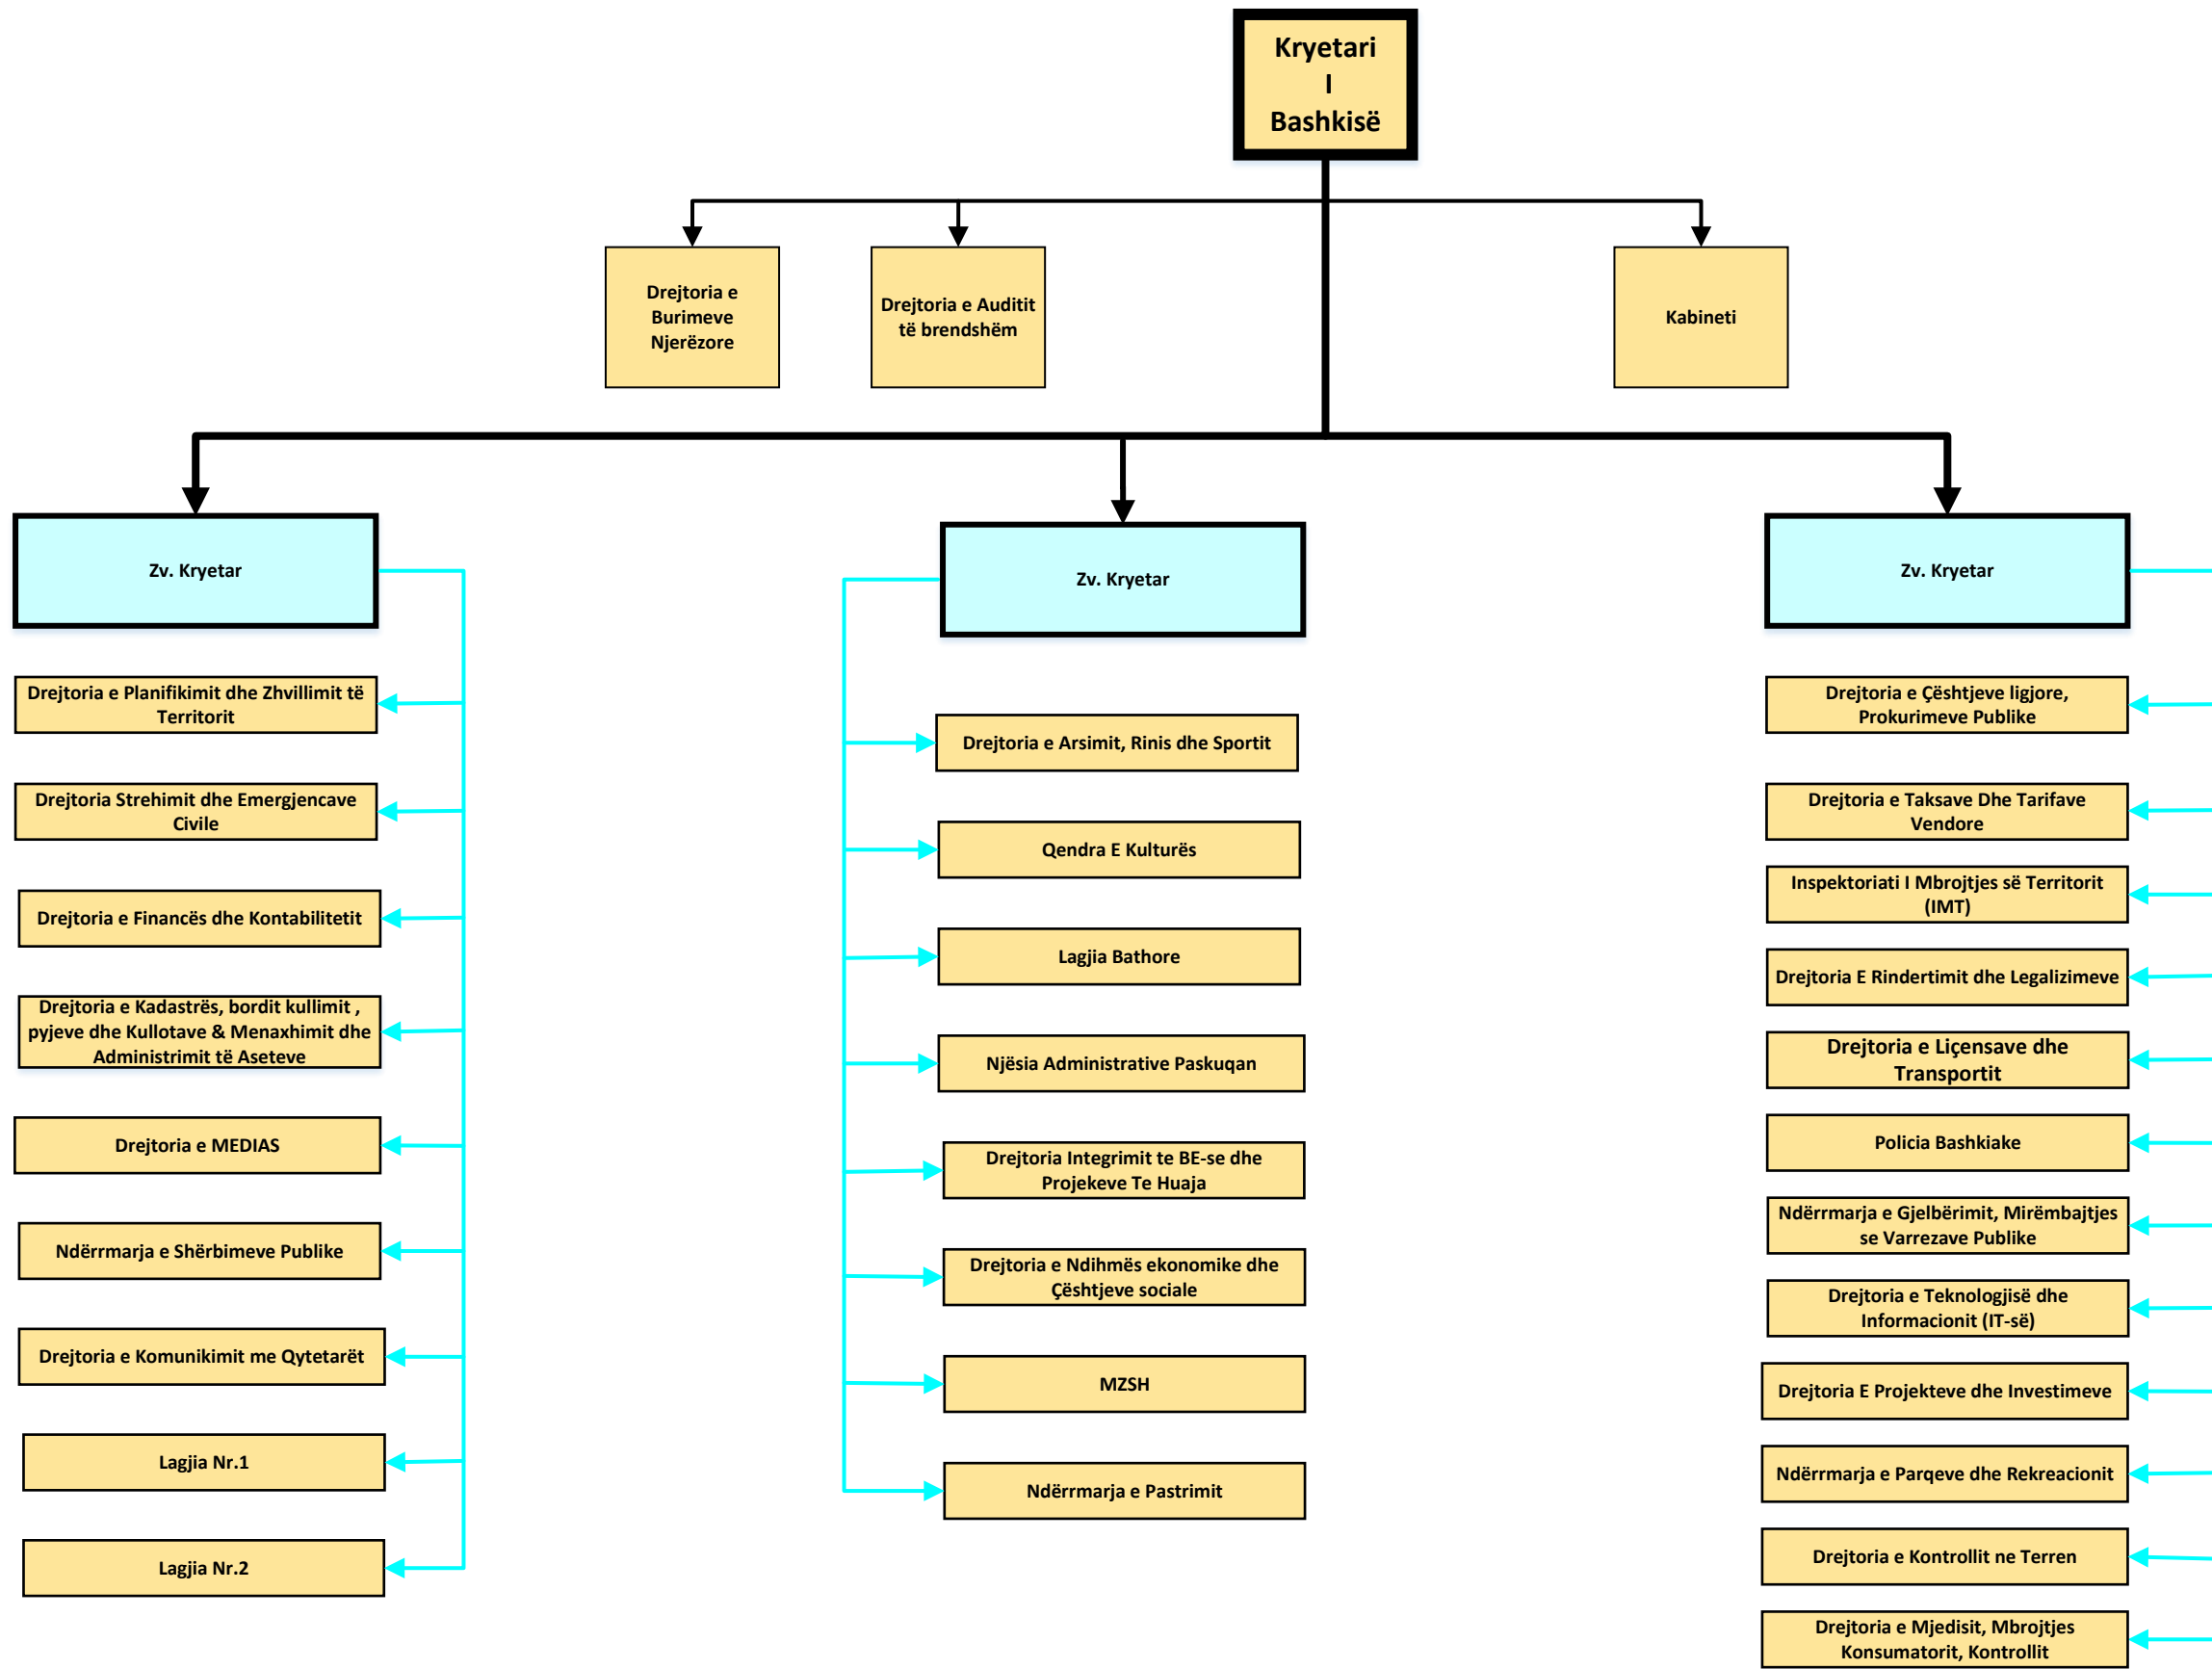 Kryetari
I
Bashkisë
Drejtoria e
Burimeve
Njerëzore
Drejtoria e Auditit
të brendshëm
Kabineti
Zv. Kryetar
Drejtoria e Planifikimit dhe Zhvillimit të
Territorit
Drejtoria Strehimit dhe Emergjencave
Civile
Drejtoria e Financës dhe Kontabilitetit
Drejtoria e Kadastrës, bordit kullimit ,
pyjeve dhe Kullotave & Menaxhimit dhe
Administrimit të Aseteve
Drejtoria e MEDIAS
Ndërrmarja e Shërbimeve Publike
Drejtoria e Komunikimit me Qytetarët
Lagjia Nr.1
Lagjia Nr.2
Zv. Kryetar
Drejtoria e Arsimit, Rinis dhe Sportit
Qendra E Kulturës
Lagjia Bathore
Njësia Administrative Paskuqan
Drejtoria Integrimit te BE-se dhe
Projekeve Te Huaja
Drejtoria e Ndihmës ekonomike dhe
Çështjeve sociale
MZSH
Ndërrmarja e Pastrimit
Zv. Kryetar
Drejtoria e Çështjeve ligjore,
Prokurimeve Publike
Drejtoria e Taksave Dhe Tarifave
Vendore
Inspektoriati I Mbrojtjes së Territorit
(IMT)
Drejtoria E Rindertimit dhe Legalizimeve
Drejtoria e Liçensave dhe
Transportit
Policia Bashkiake
Ndërrmarja e Gjelbërimit, Mirëmbajtjes
se Varrezave Publike
Drejtoria e Teknologjisë dhe
Informacionit (IT-së)
Drejtoria E Projekteve dhe Investimeve
Ndërrmarja e Parqeve dhe Rekreacionit
Drejtoria e Kontrollit ne Terren
Drejtoria e Mjedisit, Mbrojtjes
Konsumatorit, Kontrollit